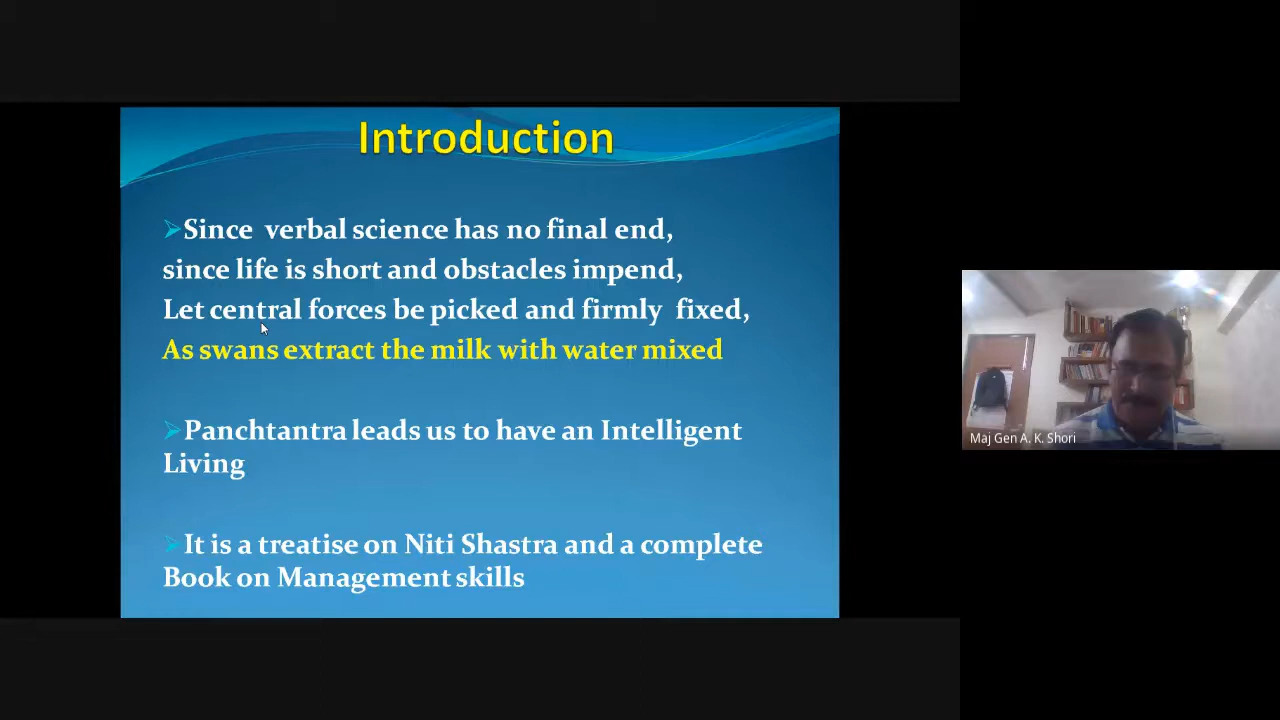 Introduction
Since verbal science has no final end,
since life is short and obstacles impend,
Let central forces be picked and firmly fixed,
As swans extract the milk with water mixed
Panchtantra leads us to have an Intelligent
Living
It is a treatise on Niti Shastra and a complete
Book on Management skills
Maj Gen A. K. Shori